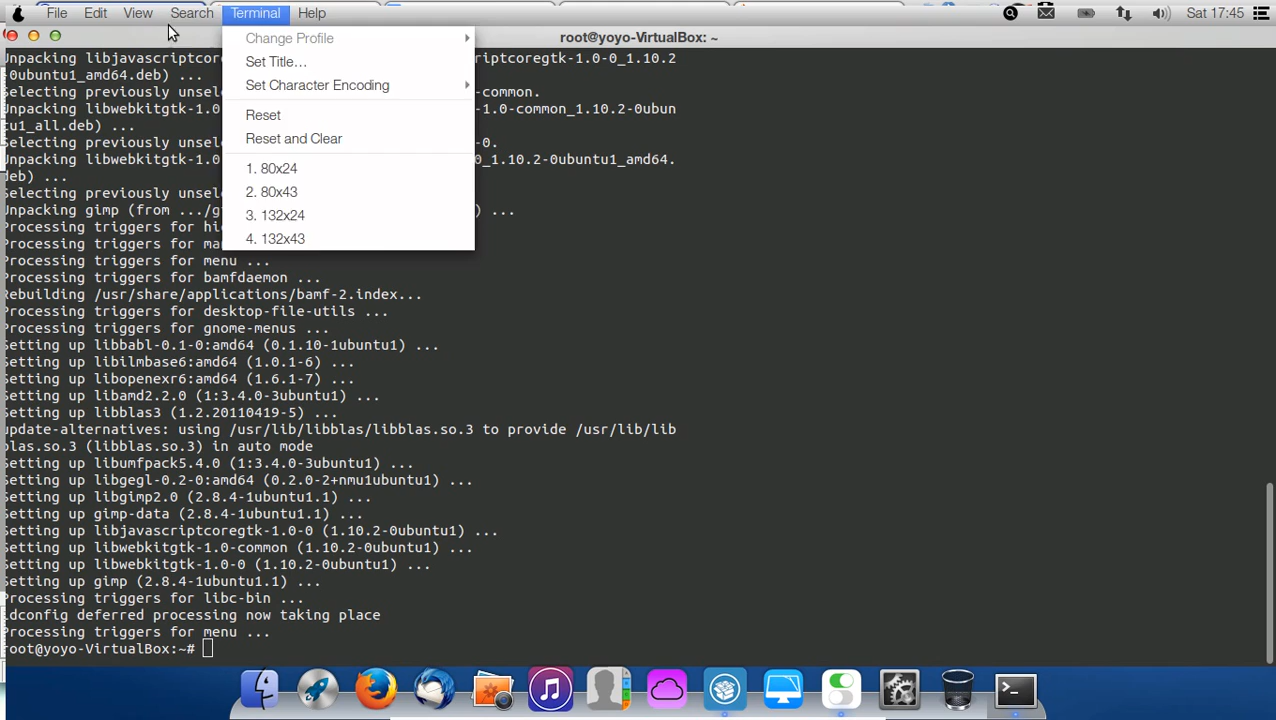 File Edit View Search Terminal Help Sat 17:45
root@yoyo-VirtualBox: ~
Change Profile
Set Title...
Set Character Encoding
Reset
Reset and Clear
1. 80x24
2. 80x43
3. 132x24
4. 132x43
Unpacking libjavascriptcore riptcoregtk-1.0-0_1.10.2
-0ubuntu1_amd64.deb) ...
Selecting previously unsel -common.
Unpacking libwebkitgtk-1.0 -1.0-common_1.10.2-0ubun
tu1_all.deb) ...
Selecting previously unsel -0.
Unpacking libwebkitgtk-1.0 0_1.10.2-0ubuntu1_amd64.
deb) ...
Selecting previously unsel
Unpacking gimp (from .../g ) ...
Processing triggers for hi
Processing triggers for ma
Processing triggers for menu ...
Processing triggers for bamfdaemon ...
Rebuilding /usr/share/applications/bamf-2.index...
Processing triggers for desktop-file-utils ...
Processing triggers for gnome-menus ...
Setting up libbabl-0.1-0:amd64 (0.1.10-1ubuntu1) ...
Setting up libilmbase6:amd64 (1.0.1-6) ...
Setting up libopenexr6:amd64 (1.6.1-7) ...
Setting up libamd2.2.0 (1:3.4.0-3ubuntu1) ...
Setting up libblas3 (1.2.20110419-5) ...
update-alternatives: using /usr/lib/libblas/libblas.so.3 to provide /usr/lib/lib
blas.so.3 (libblas.so.3) in auto mode
Setting up libumfpack5.4.0 (1:3.4.0-3ubuntu1) ...
Setting up libgegl-0.2-0:amd64 (0.2.0-2+nmu1ubuntu1) ...
Setting up libgimp2.0 (2.8.4-1ubuntu1.1) ...
Setting up gimp-data (2.8.4-1ubuntu1.1) ...
Setting up libjavascriptcoregtk-1.0-0 (1.10.2-0ubuntu1) ...
Setting up libwebkitgtk-1.0-common (1.10.2-0ubuntu1) ...
Setting up libwebkitgtk-1.0-0 (1.10.2-0ubuntu1) ...
Setting up gimp (2.8.4-1ubuntu1.1) ...
Processing triggers for libc-bin ...
ldconfig deferred processing now taking place
Processing triggers for menu ...
root@yoyo-VirtualBox:~#